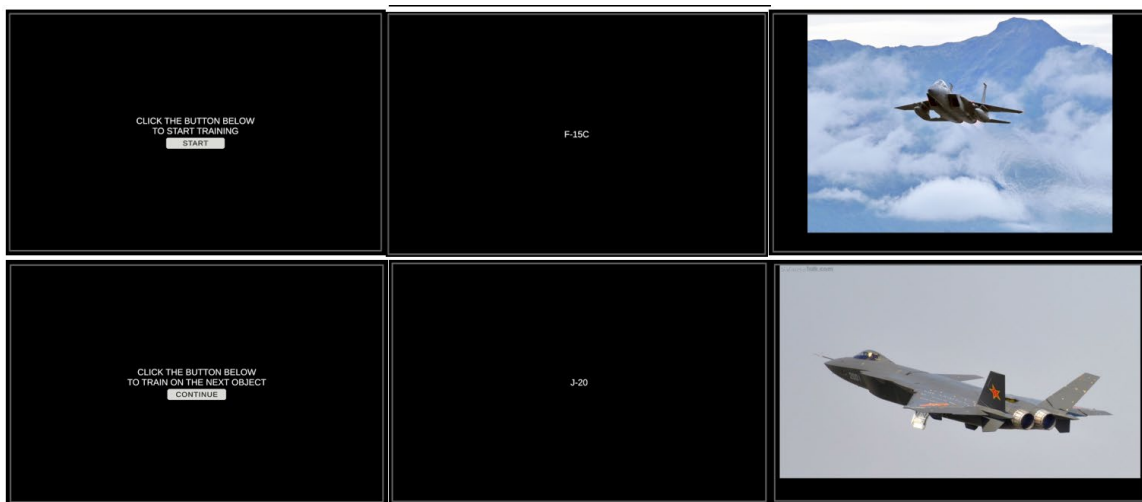 CLICK THE BUTTON BELOW
TO START TRAINING
START
F-15C
CLICK THE BUTTON BELOW
TO TRAIN ON THE NEXT OBJECT
CONTINUE
J-20